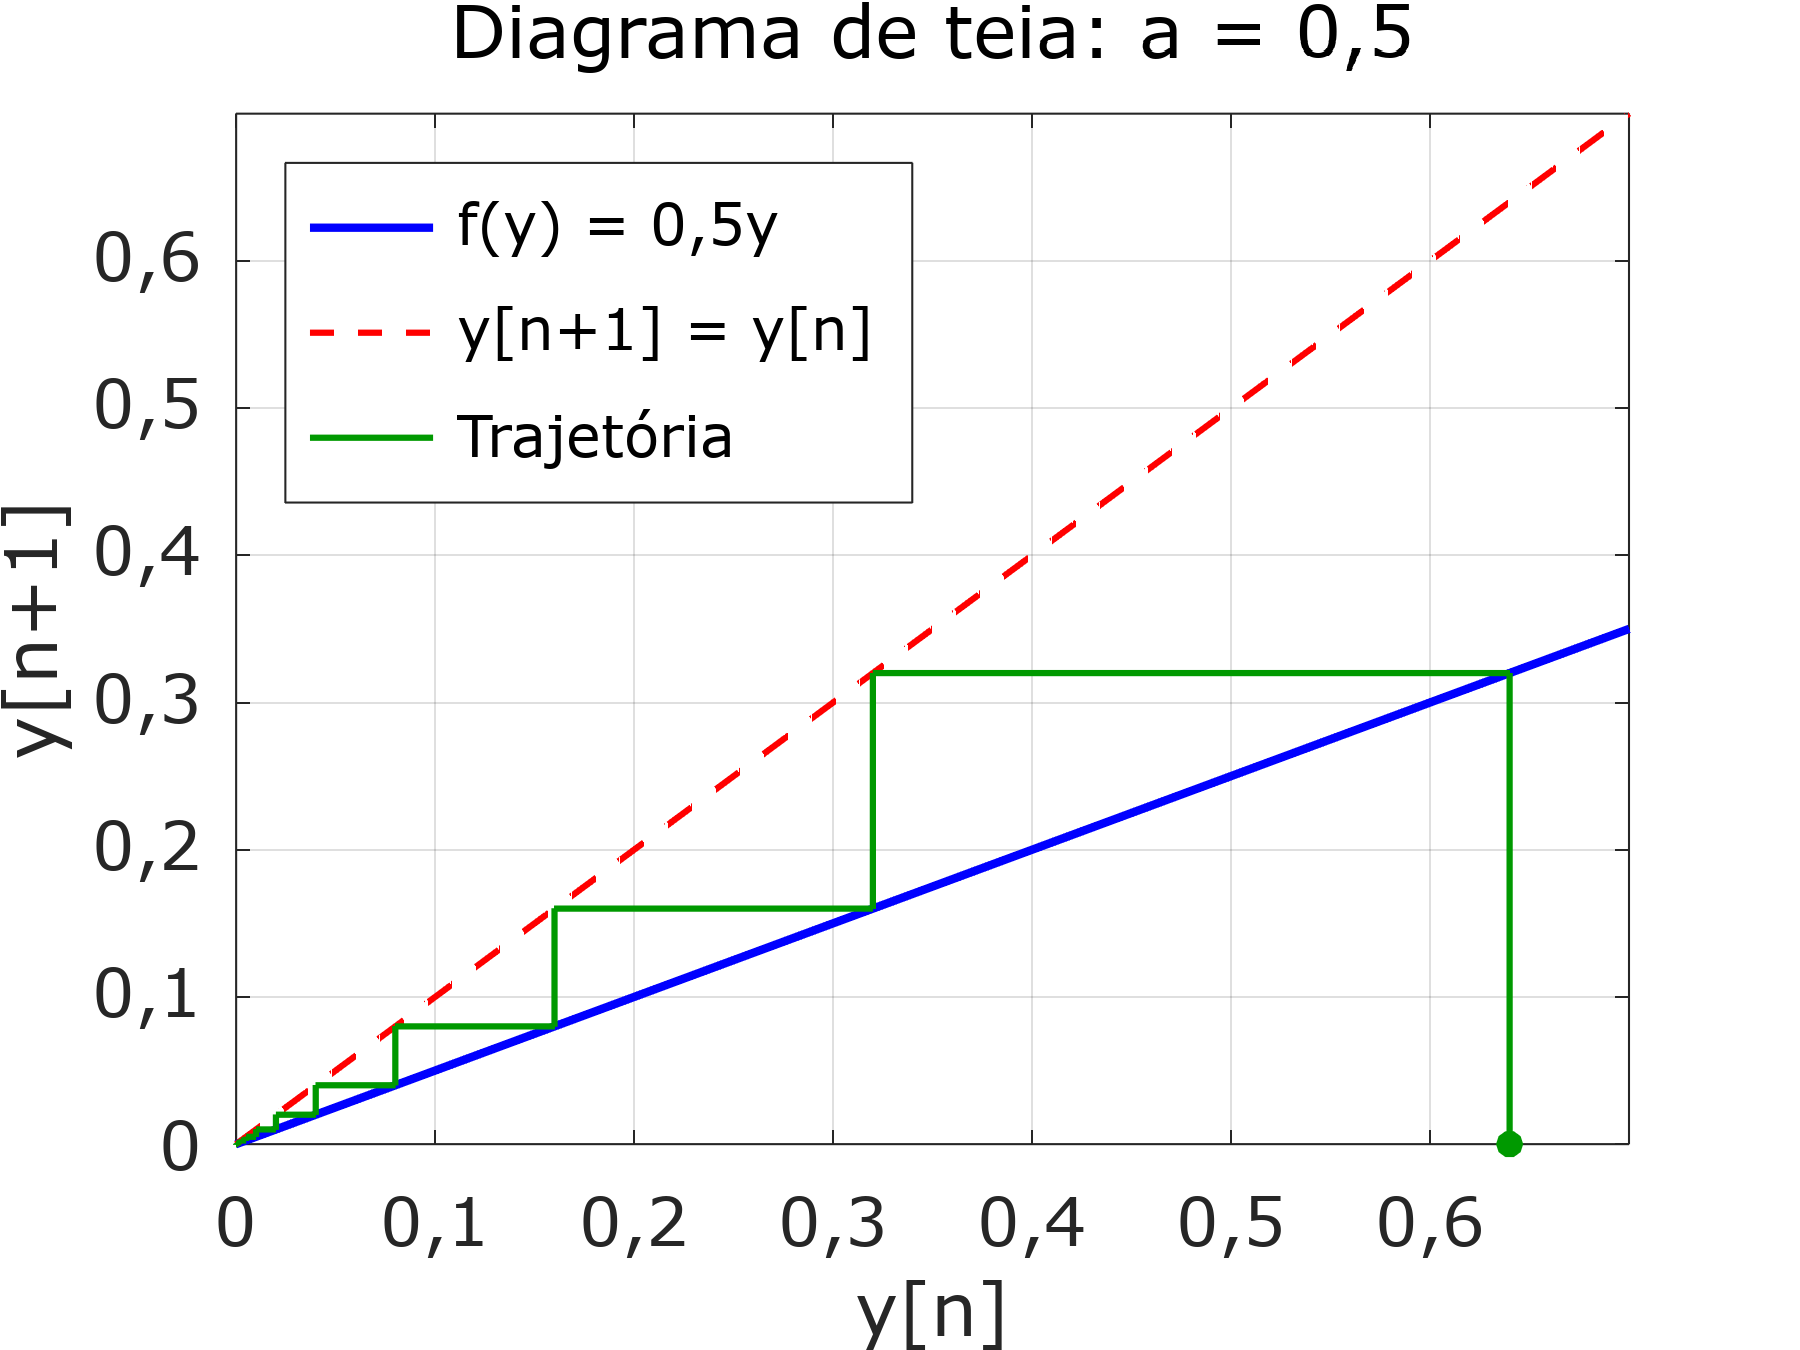 Diagrama de teia: a = 0,5
f(y) = 0,5y
y[n+1] = y[n]
Trajetória
y[n+1]
0,6
0,5
0,4
0,3
0,2
0,1
0
0 0,1 0,2 0,3 0,4 0,5 0,6
y[n]